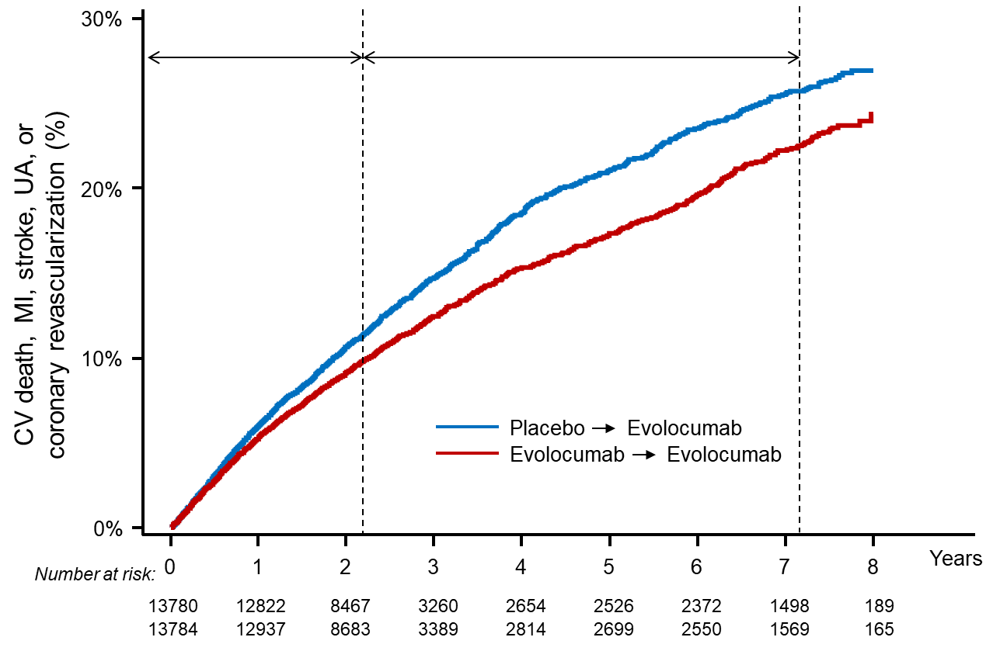 30%
20%
10%
0%
CV death, MI, stroke, UA, or
coronary revascularization (%)
Placebo → Evolocumab
Evolocumab → Evolocumab
0 1 2 3 4 5 6 7 8 Years
Number at risk:
13780 12822 8467 3260 2654 2526 2372 1498 189
13784 12937 8683 3389 2814 2699 2550 1569 165